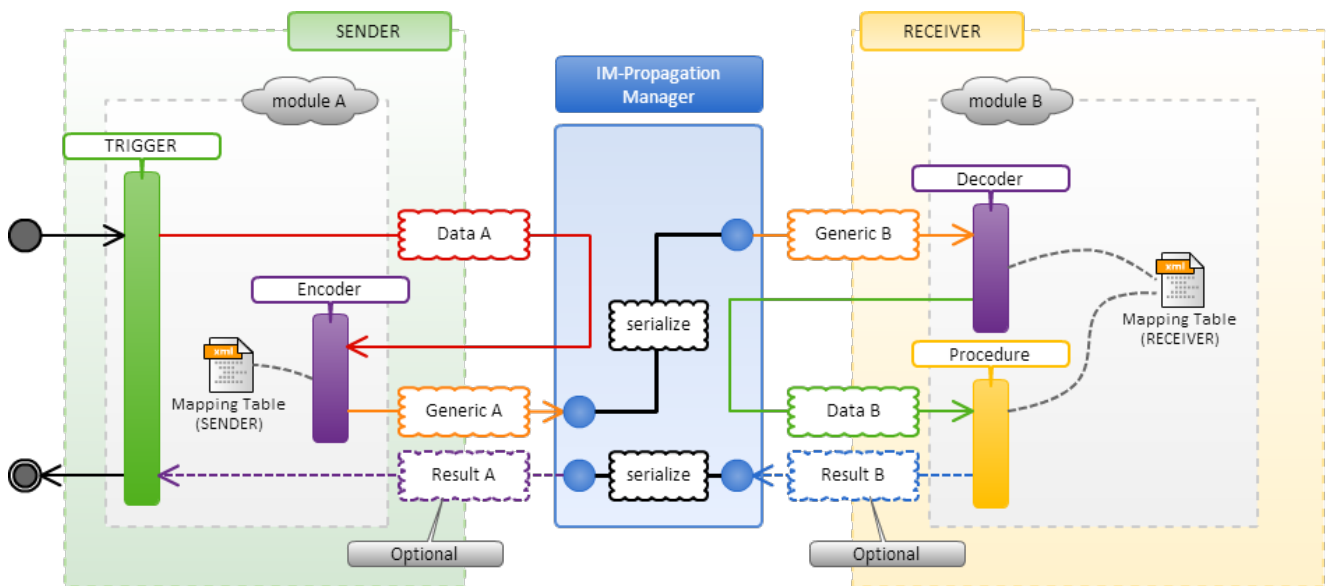 SENDER
RECEIVER
IM-Propagation
Manager
module A
module B
TRIGGER
Decoder
Data A
Generic B
Encoder
xml
Mapping Table
(RECEIVER)
serialize
xml
Mapping Table
(SENDER)
Procedure
Generic A
Data B
Result A
serialize
Result B
Optional
Optional